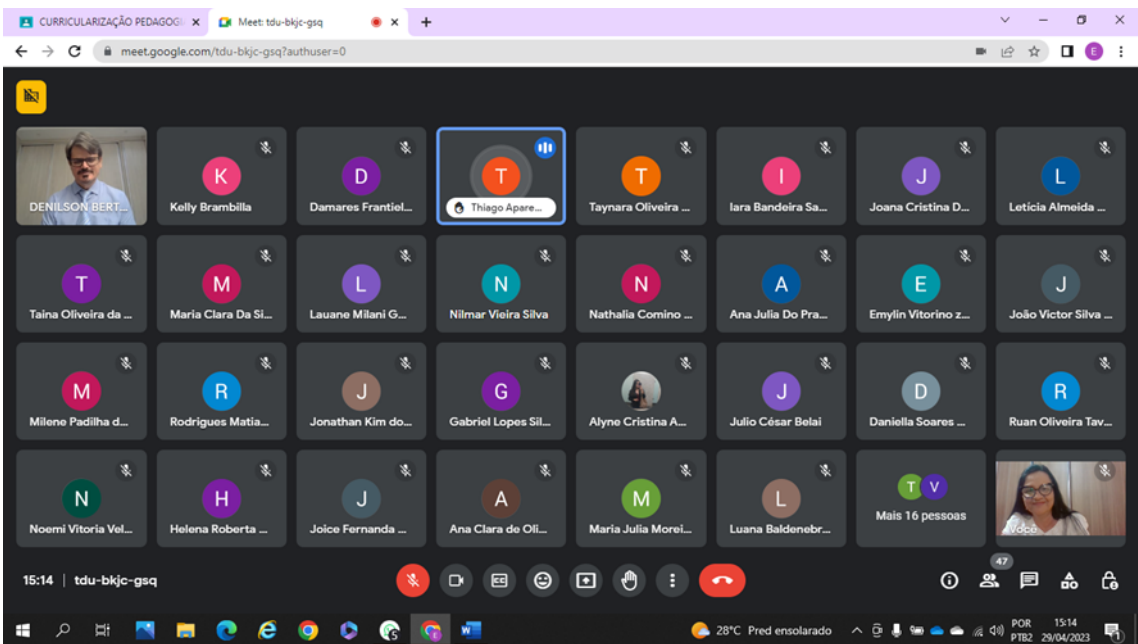 CURRICULARIZAÇÃO PEDAGOGI
Meet: tdu-bkjc-gsq
meet.google.com/tdu-bkjc-gsq?authuser=0
E
DENILSON BERT...
K
Kelly Brambilla
D
Damares Frantiel...
T
Thiago Apare...
T
Taynara Oliveira ...
I
Iara Bandeira Sa...
J
Joana Cristina D...
L
Letícia Almeida ...
T
Taina Oliveira da ...
M
Maria Clara Da Si...
L
Lauane Milani G...
N
Nilmar Vieira Silva
N
Nathalia Comino ...
A
Ana Julia Do Pra...
E
Emylin Vitorino z...
J
João Victor Silva ...
M
Milene Padilha d...
R
Rodrigues Matia...
J
Jonathan Kim do...
G
Gabriel Lopes Sil...
Alyne Cristina A...
J
Julio César Belai
D
Daniella Soares ...
R
Ruan Oliveira Tav...
N
Noemi Vitoria Vel...
H
Helena Roberta ...
J
Joice Fernanda ...
A
Ana Clara de Oli...
M
Maria Julia Morei...
L
Luana Baldenebr...
T V
Mais 16 pessoas
Você
15:14 | tdu-bkjc-gsq
CC
47
28°C Pred ensolarado
POR
PTB2
15:14
29/04/2023